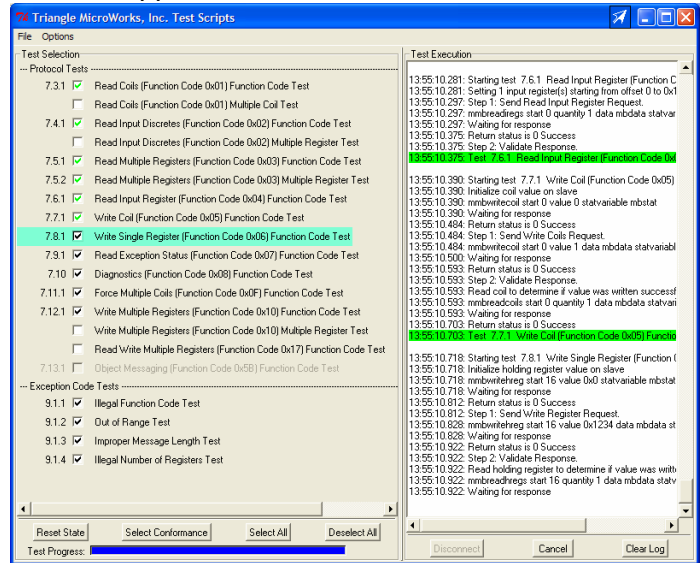 Triangle MicroWorks, Inc. Test Scripts
File Options
Test Selection
Protocol Tests
7.3.1 Read Coils (Function Code 0x01) Function Code Test
Read Coils (Function Code 0x01) Multiple Coil Test
7.4.1 Read Input Discretes (Function Code 0x02) Function Code Test
Read Input Discretes (Function Code 0x02) Multiple Register Test
7.5.1 Read Multiple Registers (Function Code 0x03) Function Code Test
7.5.2 Read Multiple Registers (Function Code 0x03) Multiple Register Test
7.6.1 Read Input Register (Function Code 0x04) Function Code Test
7.7.1 Write Coil (Function Code 0x05) Function Code Test
7.8.1 Write Single Register (Function Code 0x06) Function Code Test
7.9.1 Read Exception Status (Function Code 0x07) Function Code Test
7.10 Diagnostics (Function Code 0x08) Function Code Test
7.11.1 Force Multiple Coils (Function Code 0x0F) Function Code Test
7.12.1 Write Multiple Registers (Function Code 0x10) Function Code Test
Write Multiple Registers (Function Code 0x10) Multiple Register Test
Read Write Multiple Registers (Function Code 0x17) Function Code Test
7.13.1 Object Messaging (Function Code 0x5B) Function Code Test
Exception Code Tests
9.1.1 Illegal Function Code Test
9.1.2 Out of Range Test
9.1.3 Improper Message Length Test
9.1.4 Illegal Number of Registers Test
Reset State Select Conformance Select All Deselect All
Test Progress:
Test Execution
13:55:10.281: Starting test 7.6.1 Read Input Register (Function C
13:55:10.281: Setting 1 input register(s) starting from offset 0 to 0x1
13:55:10.297: Step 1: Send Read Input Register Request.
13:55:10.297: mmbreadiregs start 0 quantity 1 data mbdata statvar
13:55:10.297: Waiting for response
13:55:10.375: Return status is 0 Success
13:55:10.375: Step 2: Validate Response.
13:55:10.375: Test 7.6.1 Read Input Register (Function Code 0x0
13:55:10.390: Starting test 7.7.1 Write Coil (Function Code 0x05)
13:55:10.390: Initialize coil value on slave
13:55:10.390: mmbwritecoil start 0 value 0 statvariable mbstat
13:55:10.390: Waiting for response
13:55:10.484: Return status is 0 Success
13:55:10.484: Step 1: Send Write Coils Request.
13:55:10.484: mmbwritecoil start 0 value 1 data mbdata statvariabl
13:55:10.500: Waiting for response
13:55:10.593: Return status is 0 Success
13:55:10.593: Step 2: Validate Response.
13:55:10.593: Read coil to determine if value was written successf
13:55:10.593: mmbreadcoils start 0 quantity 1 data mbdata statvari
13:55:10.593: Waiting for response
13:55:10.703: Return status is 0 Success
13:55:10.703: Test 7.7.1 Write Coil (Function Code 0x05) Functio
13:55:10.718: Starting test 7.8.1 Write Single Register (Function (
13:55:10.718: Initialize holding register value on slave
13:55:10.718: mmbwritehreg start 16 value 0x0 statvariable mbstat
13:55:10.718: Waiting for response
13:55:10.812: Return status is 0 Success
13:55:10.812: Step 1: Send Write Register Request.
13:55:10.828: mmbwritehreg start 16 value 0x1234 data mbdata st
13:55:10.828: Waiting for response
13:55:10.922: Return status is 0 Success
13:55:10.922: Step 2: Validate Response.
13:55:10.922: Read holding register to determine if value was writt
13:55:10.922: mmbreadhregs start 16 quantity 1 data mbdata statv
13:55:10.922: Waiting for response
Disconnect Cancel Clear Log